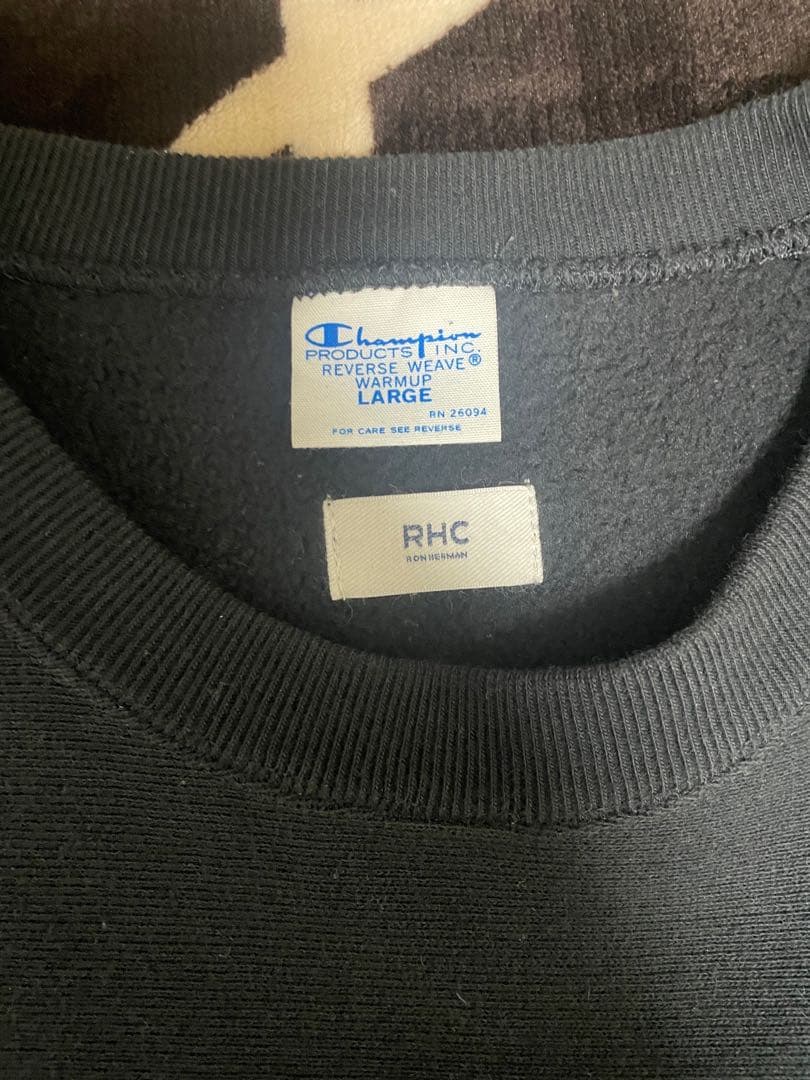 Champion
PRODUCTS INC.
REVERSE WEAVE®
WARMUP
LARGE
RN 26094
FOR CARE SEE REVERSE
RHC
RON HERMAN